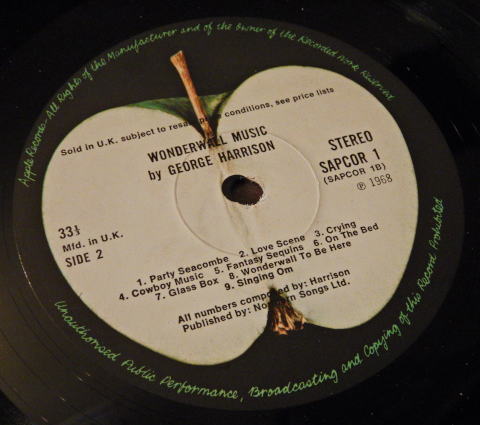 Apple Records. All Rights of the Manufacturer and of the Owner of the Recorded Work Reserved
Sold in U.K. subject to resale price conditions, see price lists
WONDERWALL MUSIC
by GEORGE HARRISON
STEREO
SAPCOR 1
(SAPCOR 1B)
℗ 1968
33⅓
Mfd. in U.K.
SIDE 2
1. Party Seacombe 2. Love Scene 3. Crying
4. Cowboy Music 5. Fantasy Sequins 6. On The Bed
7. Glass Box 8. Wonderwall To Be Here
9. Singing Om
All numbers composed by: Harrison
Published by: Northern Songs Ltd.
Unauthorised Public Performance, Broadcasting and Copying of this Record Prohibited